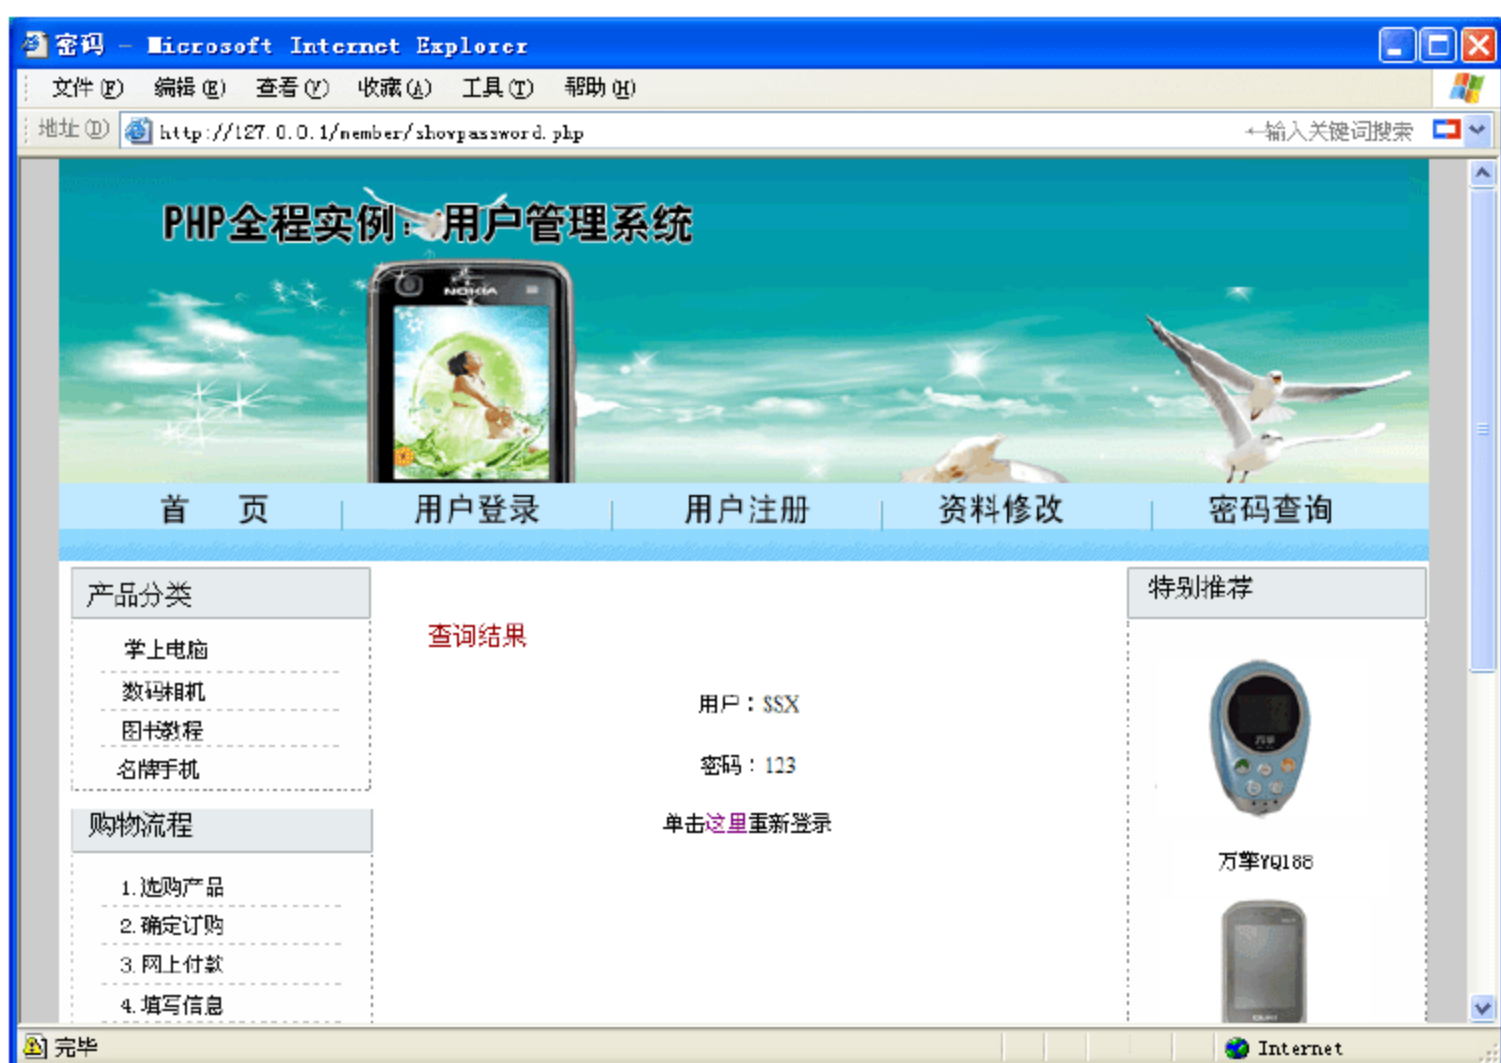 密码 - Microsoft Internet Explorer
文件(F) 编辑(E) 查看(V) 收藏(A) 工具(T) 帮助(H)
地址(D) http://127.0.0.1/member/showpassword.php ←输入关键词搜索
PHP全程实例:用户管理系统
NOKIA
首 页 用户登录 用户注册 资料修改 密码查询
产品分类
掌上电脑
数码相机
图书教程
名牌手机
购物流程
1.选购产品
2.确定订购
3.网上付款
4.填写信息
查询结果
用户:SSX
密码:123
单击这里重新登录
特别推荐
万擎YQ188
完毕 Internet